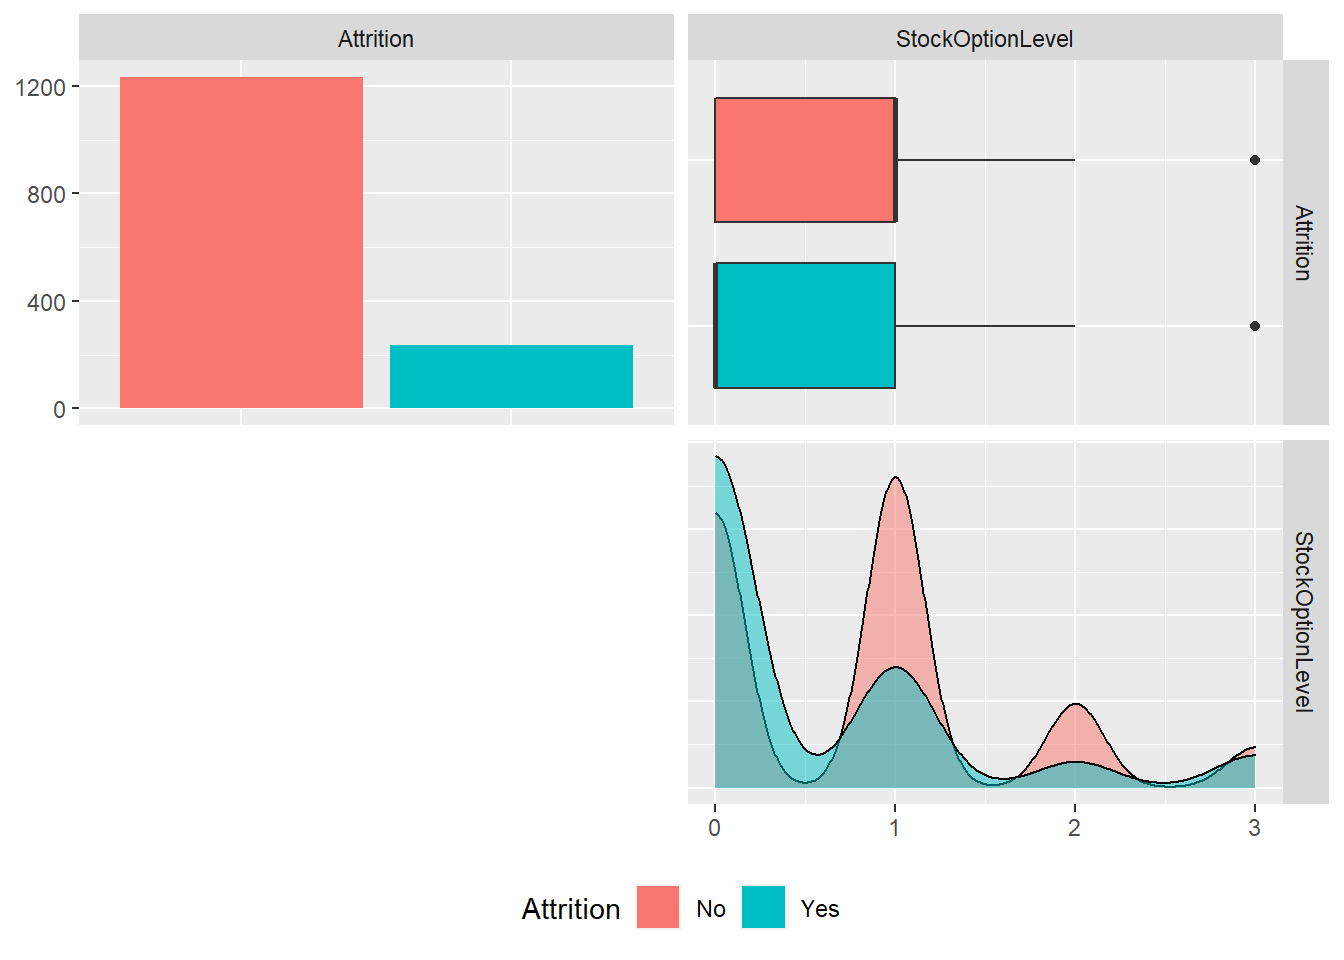 Attrition
StockOptionLevel
1200
800
400
0
Attrition
StockOptionLevel
0 1 2 3
Attrition No Yes